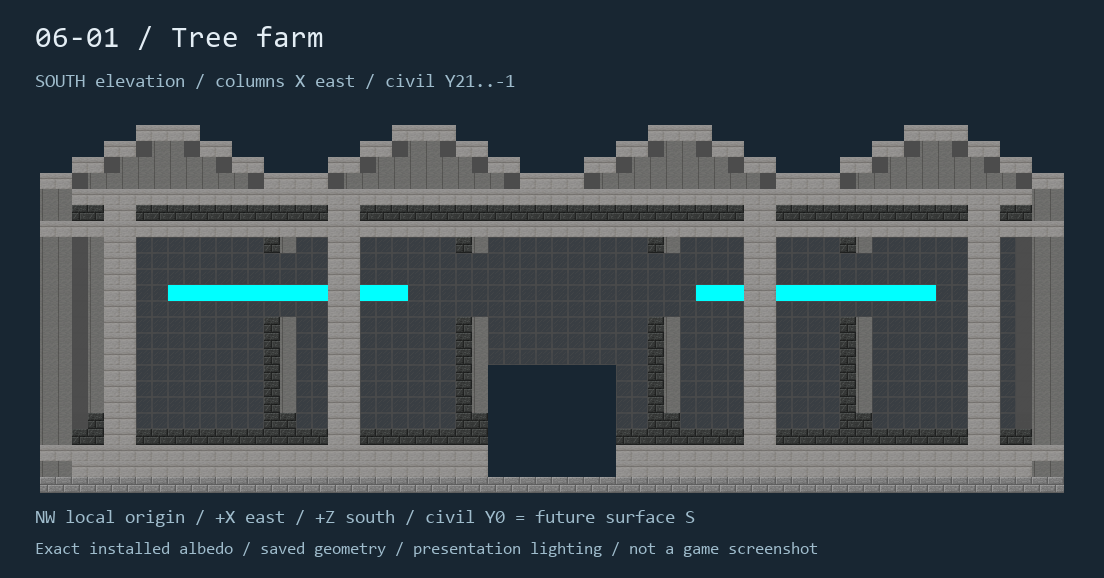 06-01 / Tree farm
SOUTH elevation / columns X east / civil Y21..-1
NW local origin / +X east / +Z south / civil Y0 = future surface S
Exact installed albedo / saved geometry / presentation lighting / not a game screenshot